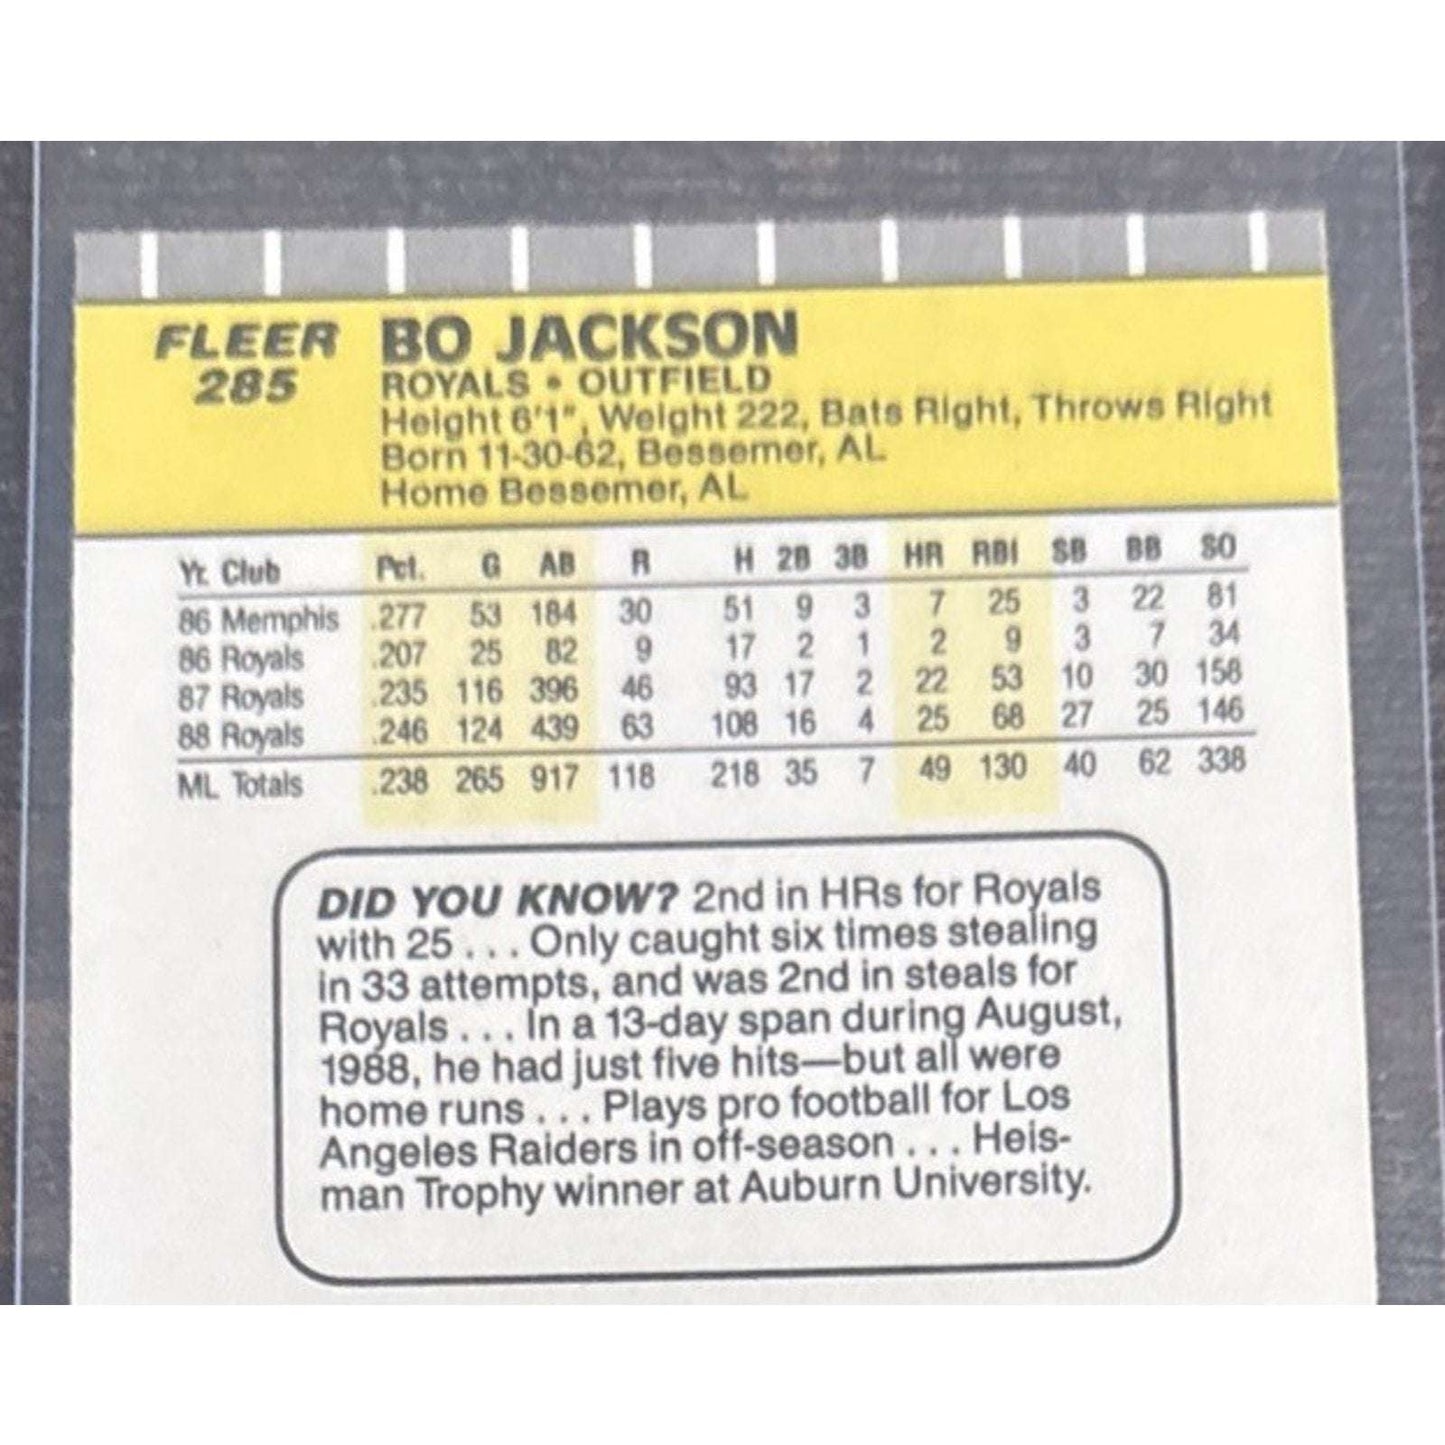 FLEER BO JACKSON
285 ROYALS • OUTFIELD
Height 6'1", Weight 222, Bats Right, Throws Right
Born 11-30-62, Bessemer, AL
Home Bessemer, AL
Yr. Club Pct. G AB R H 2B 3B HR RBI SB BB SO
86 Memphis .277 53 184 30 51 9 3 7 25 3 22 81
86 Royals .207 25 82 9 17 2 1 2 9 3 7 34
87 Royals .235 116 396 46 93 17 2 22 53 10 30 158
88 Royals .246 124 439 63 108 16 4 25 68 27 25 146
ML Totals .238 265 917 118 218 35 7 49 130 40 62 338
DID YOU KNOW? 2nd in HRs for Royals
with 25 . . . Only caught six times stealing
in 33 attempts, and was 2nd in steals for
Royals . . . In a 13-day span during August,
1988, he had just five hits—but all were
home runs . . . Plays pro football for Los
Angeles Raiders in off-season . . . Heis-
man Trophy winner at Auburn University.